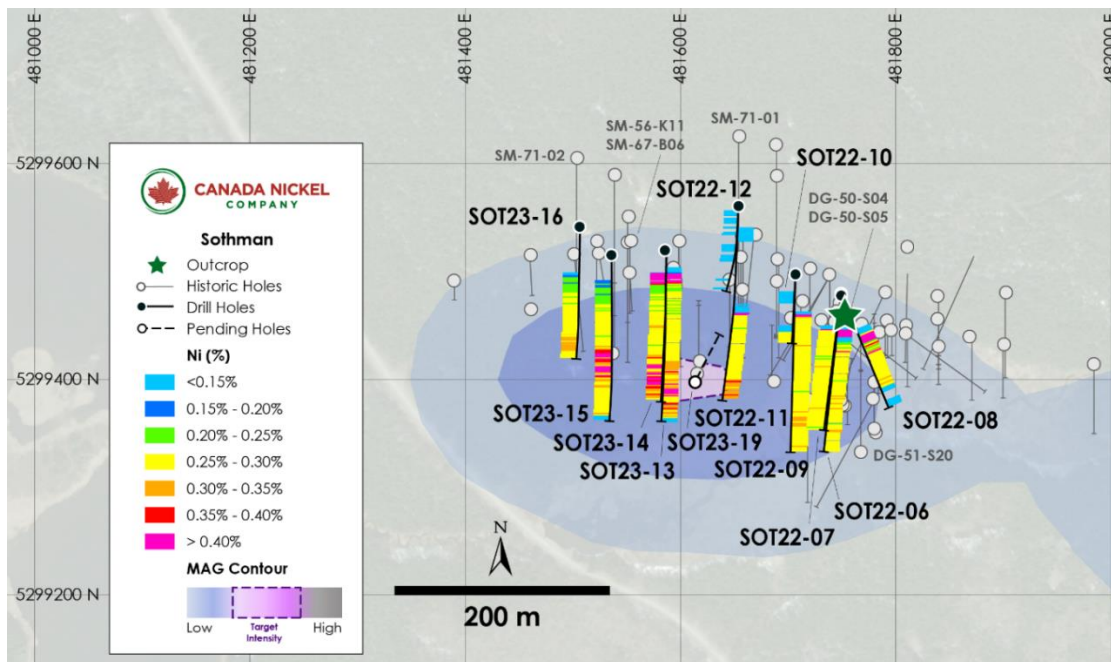 481000 E
481200 E
481400 E
481600 E
481800 E
482000 E
5299600 N
5299400 N
5299200 N
CANADA NICKEL
COMPANY
Sothman
Outcrop
Historic Holes
Drill Holes
Pending Holes
Ni (%)
<0.15%
0.15% - 0.20%
0.20% - 0.25%
0.25% - 0.30%
0.30% - 0.35%
0.35% - 0.40%
> 0.40%
MAG Contour
Low
Target
Intensity
High
SM-56-K11
SM-67-B06
SM-71-01
SM-71-02
SOT22-10
SOT22-12
DG-50-S04
DG-50-S05
SOT23-16
SOT23-15
SOT23-14
SOT23-13
SOT23-19
SOT22-11
SOT22-09
SOT22-08
DG-51-S20
SOT22-06
SOT22-07
N
200 m